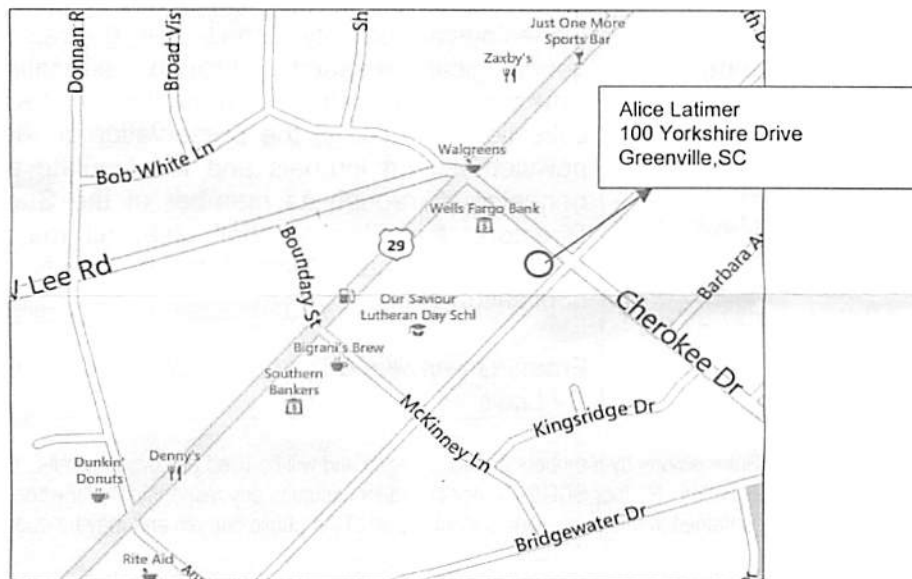 Donnan R
Broad Vis
Sh
Just One More
Sports Bar
Zaxby's
Alice Latimer
100 Yorkshire Drive
Greenville,SC
Walgreens
Bob White Ln
Wells Fargo Bank
29
Boundary St
Lee Rd
Our Saviour
Lutheran Day Schl
Barbara A
Cherokee Dr
Bigrani's Brew
Southern
Bankers
McKinney Ln
Kingsridge Dr
Dunkin'
Donuts
Denny's
Bridgewater Dr
Rite Aid